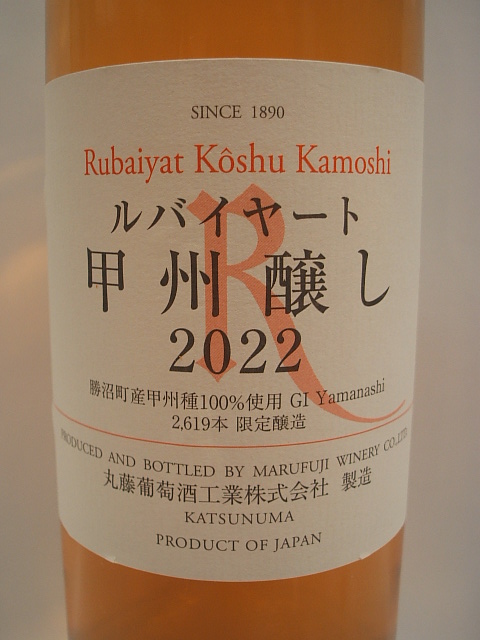 SINCE 1890
Rubaiyat Kôshu Kamoshi
R
ルバイヤート
甲州醸し
2022
勝沼町産甲州種100%使用 GI Yamanashi
2,619本 限定醸造
PRODUCED AND BOTTLED BY MARUFUJI WINERY CO.,LTD.
丸藤葡萄酒工業株式会社 製造
KATSUNUMA
PRODUCT OF JAPAN